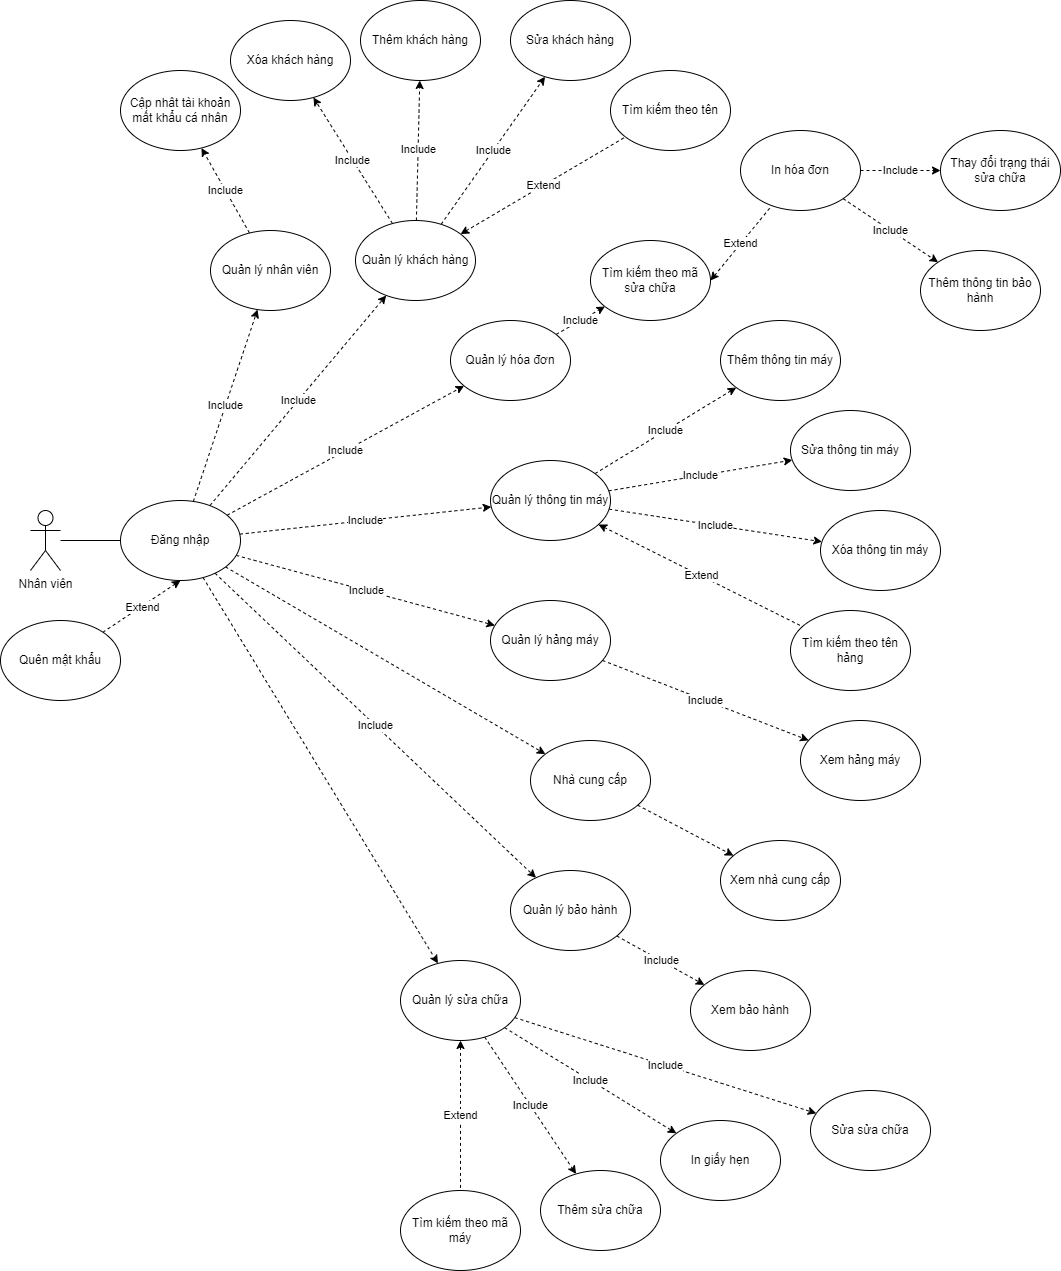 Thêm khách hàng
Sửa khách hàng
Xóa khách hàng
Cập nhât tài khoản
mất khẩu cá nhân
Tìm kiếm theo tên
Include
Include
Include
Include
Extend
In hóa đơn
Include
Thay đổi trạng thái
sửa chữa
Include
Extend
Quản lý nhân viên
Quản lý khách hàng
Tìm kiếm theo mã
sửa chữa
Thêm thông tin bảo
hành
Include
Quản lý hóa đơn
Thêm thông tin máy
Include
Include
Include
Include
Sửa thông tin máy
Include
Quản lý thông tin máy
Include
Include
Nhân viên
Đăng nhập
Xóa thông tin máy
Extend
Extend
Include
Quên mật khẩu
Quản lý hảng máy
Tìm kiếm theo tên
hảng
Include
Include
Xem hảng máy
Nhà cung cấp
Xem nhà cung cấp
Quản lý bảo hành
Include
Quản lý sửa chữa
Xem bảo hành
Include
Include
Include
Extend
Sửa sửa chữa
In giấy hẹn
Thêm sửa chữa
Tìm kiếm theo mã
máy